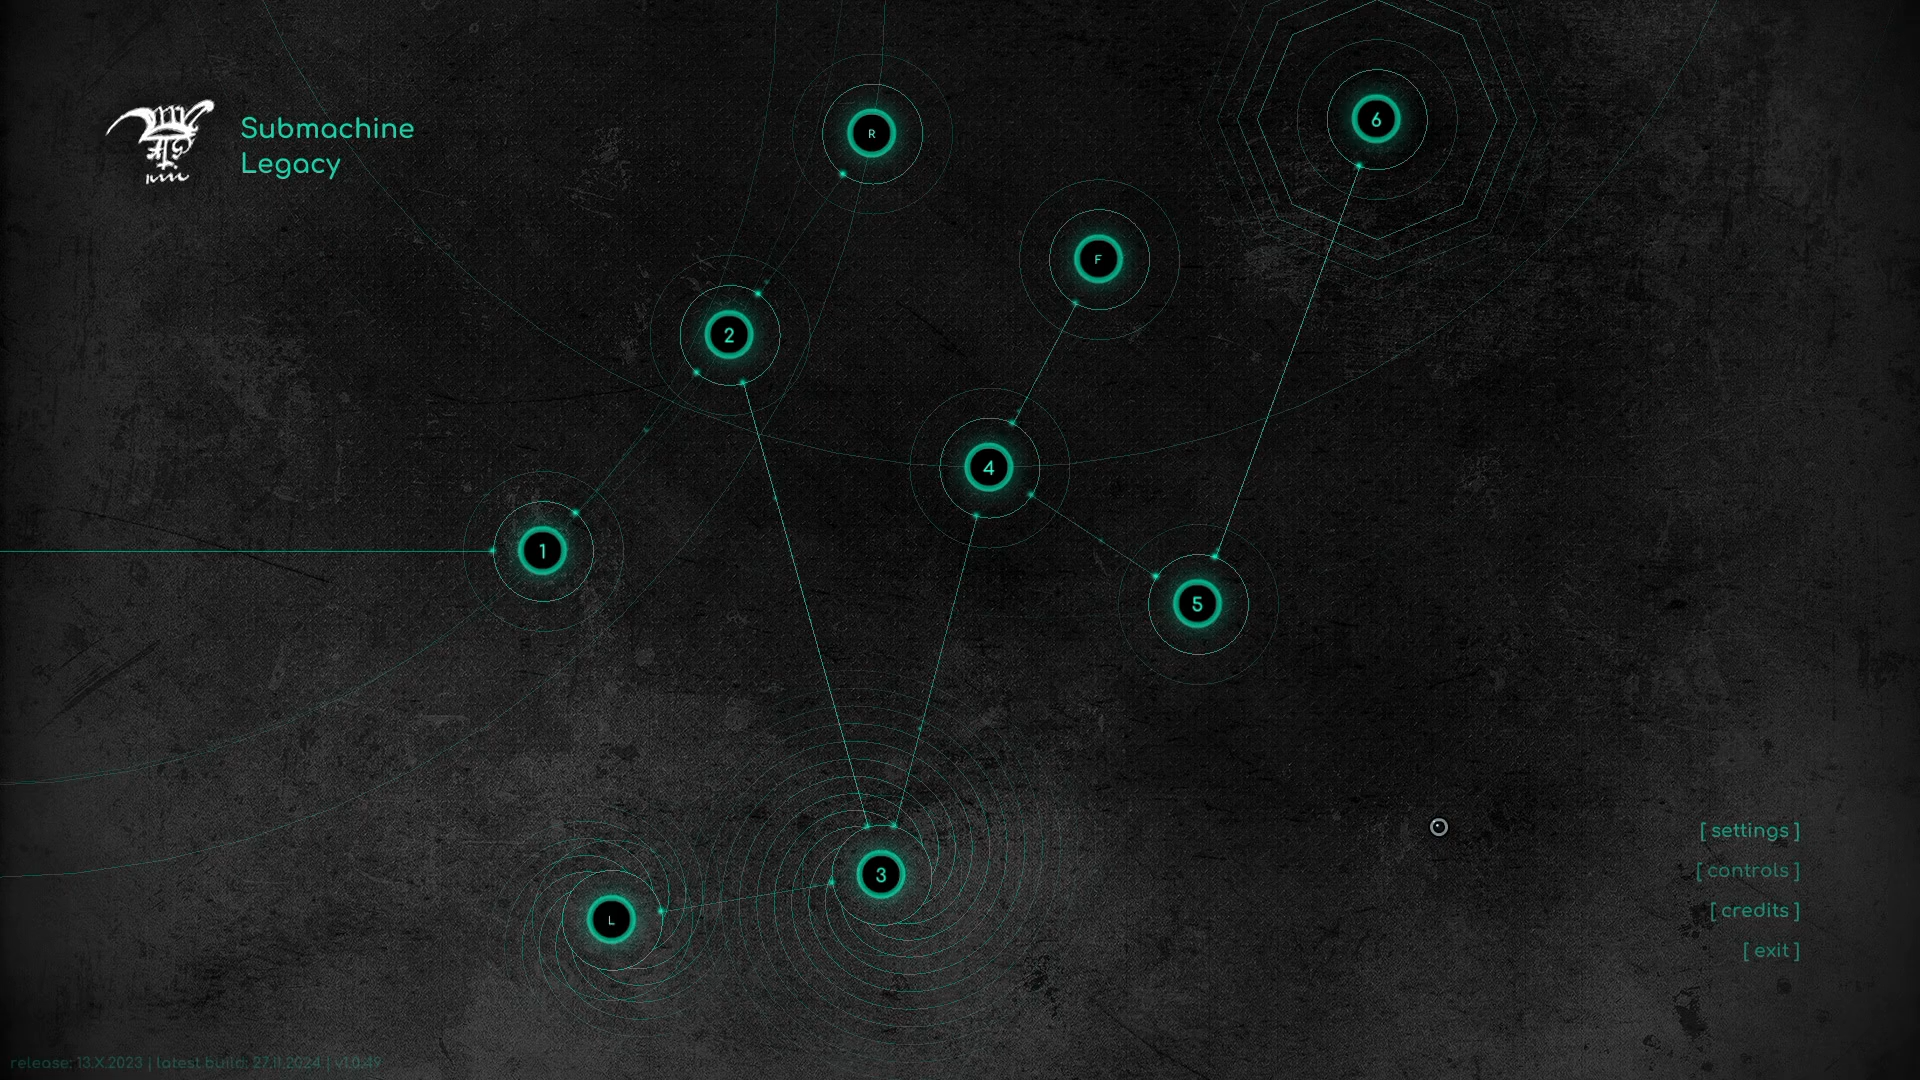 Submachine
Legacy
R
6
F
2
4
1
5
3
L
[ settings ]
[ controls ]
[ credits ]
[ exit ]
release: 13.X.2023 | latest build: 27.II.2024 | v1.0.49